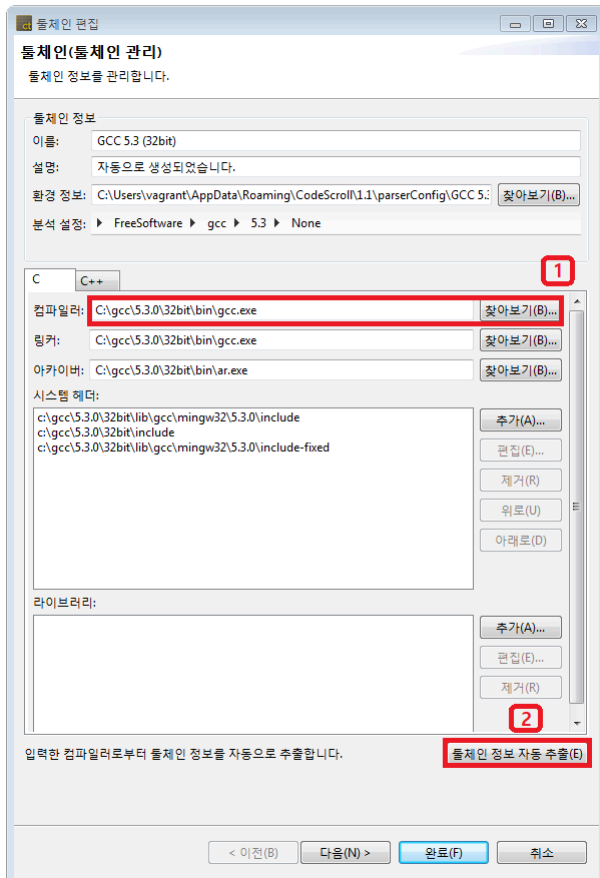 ct 툴체인 편집
툴체인(툴체인 관리)
툴체인 정보를 관리합니다.
툴체인 정보
이름: GCC 5.3 (32bit)
설명: 자동으로 생성되었습니다.
환경 정보: C:\Users\vagrant\AppData\Roaming\CodeScroll\1.1\parserConfig\GCC 5.3 찾아보기(B)...
분석 설정: FreeSoftware gcc 5.3 None
C C++
1
컴파일러: C:\gcc\5.3.0\32bit\bin\gcc.exe 찾아보기(B)...
링커: C:\gcc\5.3.0\32bit\bin\gcc.exe 찾아보기(B)...
아카이버: C:\gcc\5.3.0\32bit\bin\ar.exe 찾아보기(B)...
시스템 헤더:
c:\gcc\5.3.0\32bit\lib\gcc\mingw32\5.3.0\include
c:\gcc\5.3.0\32bit\include
c:\gcc\5.3.0\32bit\lib\gcc\mingw32\5.3.0\include-fixed
추가(A)...
편집(E)...
제거(R)
위로(U)
아래로(D)
라이브러리:
추가(A)...
편집(E)...
제거(R)
2
입력한 컴파일러로부터 툴체인 정보를 자동으로 추출합니다. 툴체인 정보 자동 추출(E)
< 이전(B) 다음(N) > 완료(F) 취소